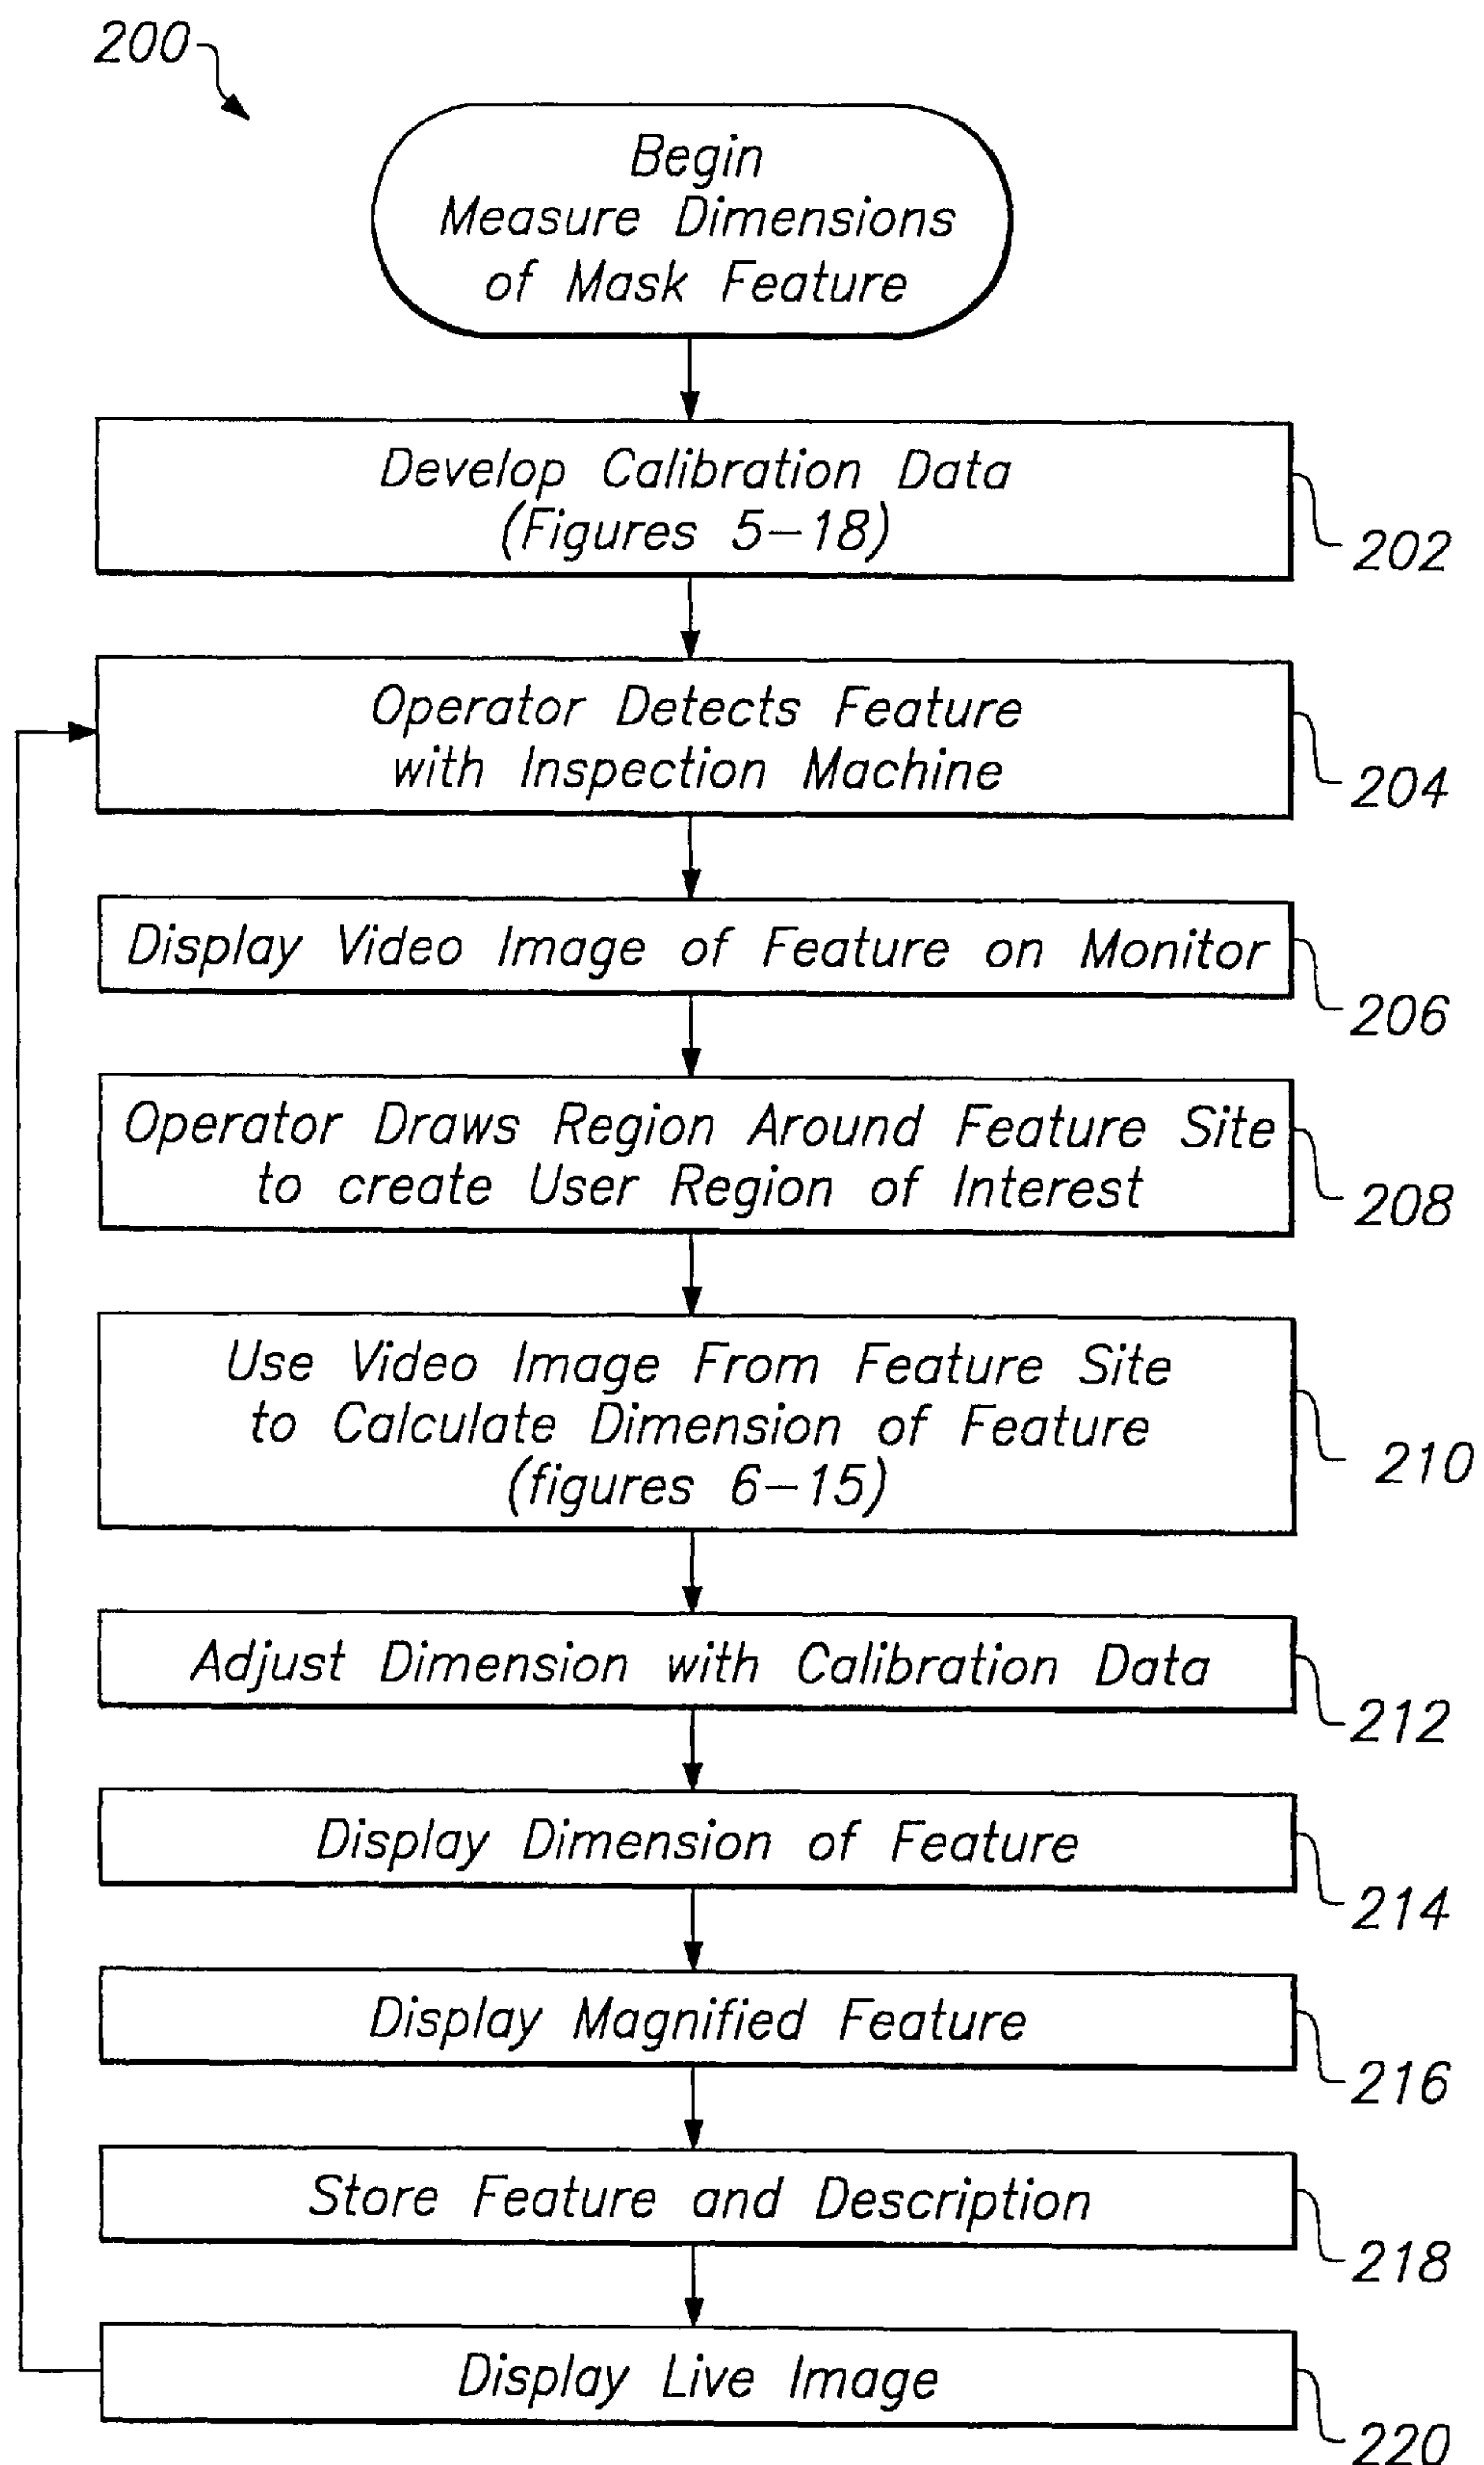 200
Begin
Measure Dimensions
of Mask Feature
Develop Calibration Data
(Figures 5-18)
202
Operator Detects Feature
with Inspection Machine
204
Display Video Image of Feature on Monitor
206
Operator Draws Region Around Feature Site
to create User Region of Interest
208
Use Video Image From Feature Site
to Calculate Dimension of Feature
(figures 6-15)
210
Adjust Dimension with Calibration Data
212
Display Dimension of Feature
214
Display Magnified Feature
216
Store Feature and Description
218
Display Live Image
220